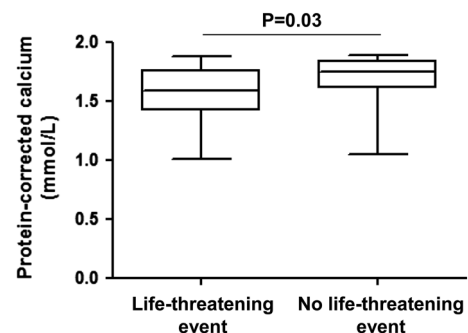 P=0.03
Protein-corrected calcium
(mmol/L)
2.0
1.5
1.0
1.5
0.0
Life-threatening
event
No life-threatening
event